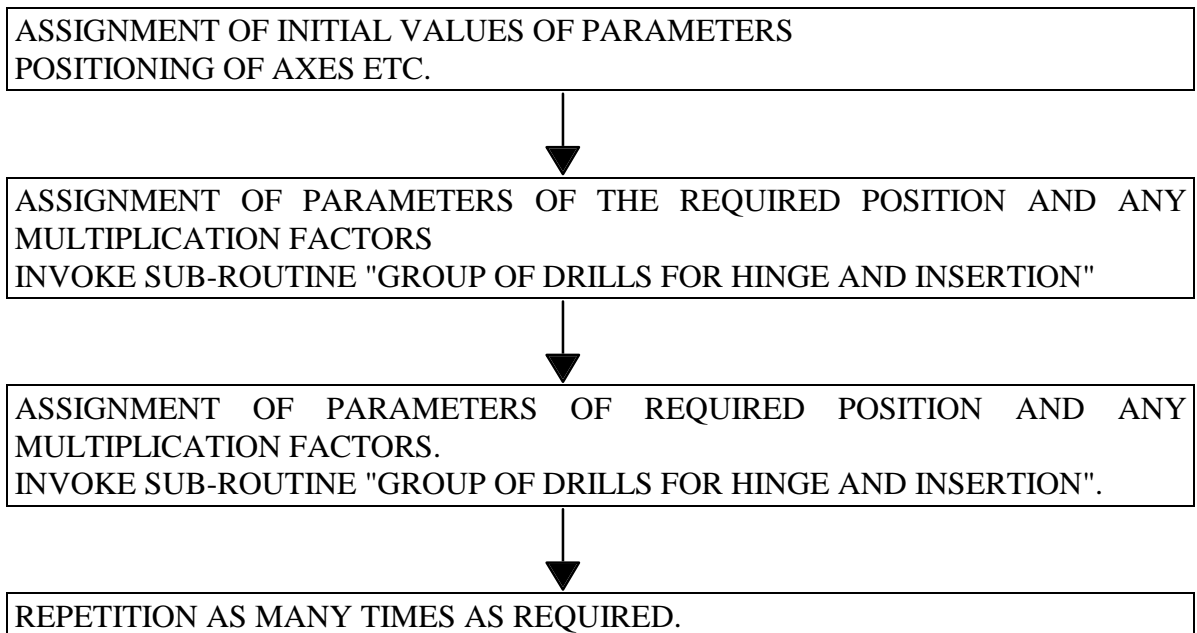 ASSIGNMENT OF INITIAL VALUES OF PARAMETERS
POSITIONING OF AXES ETC.
ASSIGNMENT OF PARAMETERS OF THE REQUIRED POSITION AND ANY
MULTIPLICATION FACTORS
INVOKE SUB-ROUTINE "GROUP OF DRILLS FOR HINGE AND INSERTION"
ASSIGNMENT OF PARAMETERS OF REQUIRED POSITION AND ANY
MULTIPLICATION FACTORS.
INVOKE SUB-ROUTINE "GROUP OF DRILLS FOR HINGE AND INSERTION".
REPETITION AS MANY TIMES AS REQUIRED.